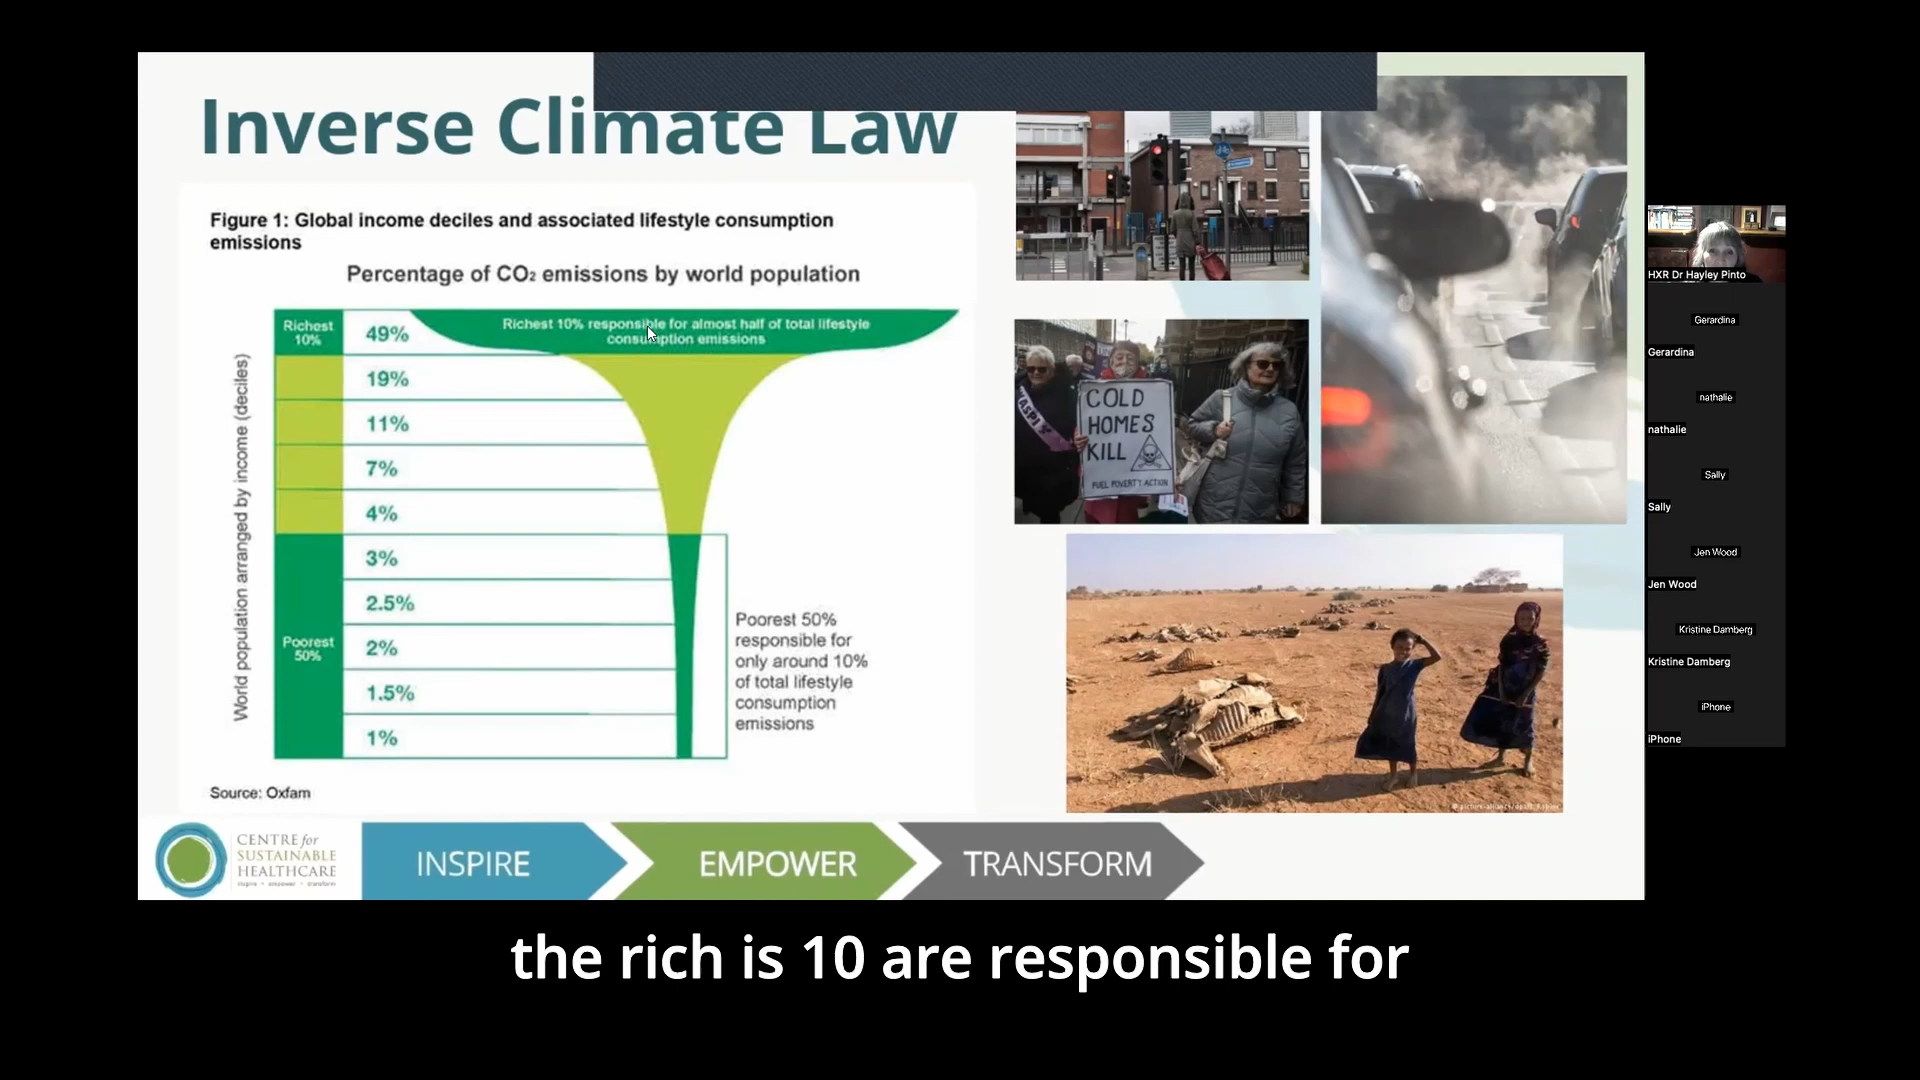 Inverse Climate Law
Figure 1: Global income deciles and associated lifestyle consumption
emissions
Percentage of CO₂ emissions by world population
World population arranged by income (deciles)
Richest
10%
49%
Richest 10% responsible for almost half of total lifestyle
consumption emissions
19%
11%
7%
4%
3%
2.5%
Poorest
50%
2%
1.5%
1%
Poorest 50%
responsible for
only around 10%
of total lifestyle
consumption
emissions
Source: Oxfam
COLD
HOMES
KILL
FUEL POVERTY ACTION
CENTRE for
SUSTAINABLE
HEALTHCARE
inspire • empower • transform
INSPIRE
EMPOWER
TRANSFORM
HXR Dr Hayley Pinto
Gerardina
Gerardina
nathalie
nathalie
Sally
Sally
Jen Wood
Jen Wood
Kristine Damberg
Kristine Damberg
iPhone
iPhone
the rich is 10 are responsible for